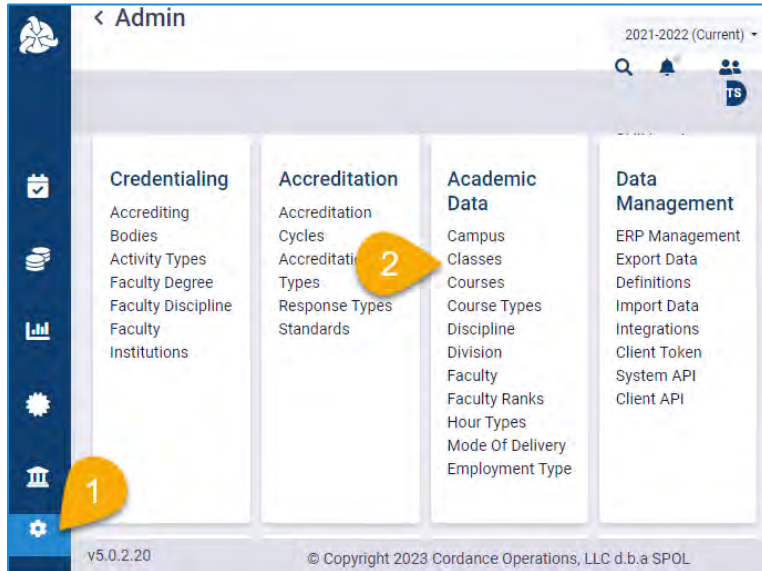 < Admin
2021-2022 (Current)
TS
Credentialing
Accrediting
Bodies
Activity Types
Faculty Degree
Faculty Discipline
Faculty
Institutions
Accreditation
Accreditation
Cycles
Types
Response Types
Standards
Academic
Data
Campus
Classes
Courses
Course Types
Discipline
Division
Faculty
Faculty Ranks
Hour Types
Mode Of Delivery
Employment Type
Data
Management
ERP Management
Export Data
Definitions
Import Data
Integrations
Client Token
System API
Client API
2
1
v5.0.2.20
© Copyright 2023 Cordance Operations, LLC d.b.a SPOL